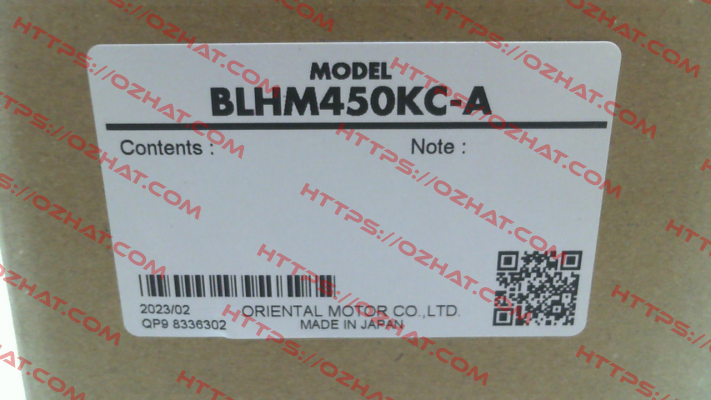 MODEL
BLHM450KC-A
Contents :
Note :
2023/02
QP9 8336302
ORIENTAL MOTOR CO.,LTD.
MADE IN JAPAN
HTTPS://OZHAT.COM